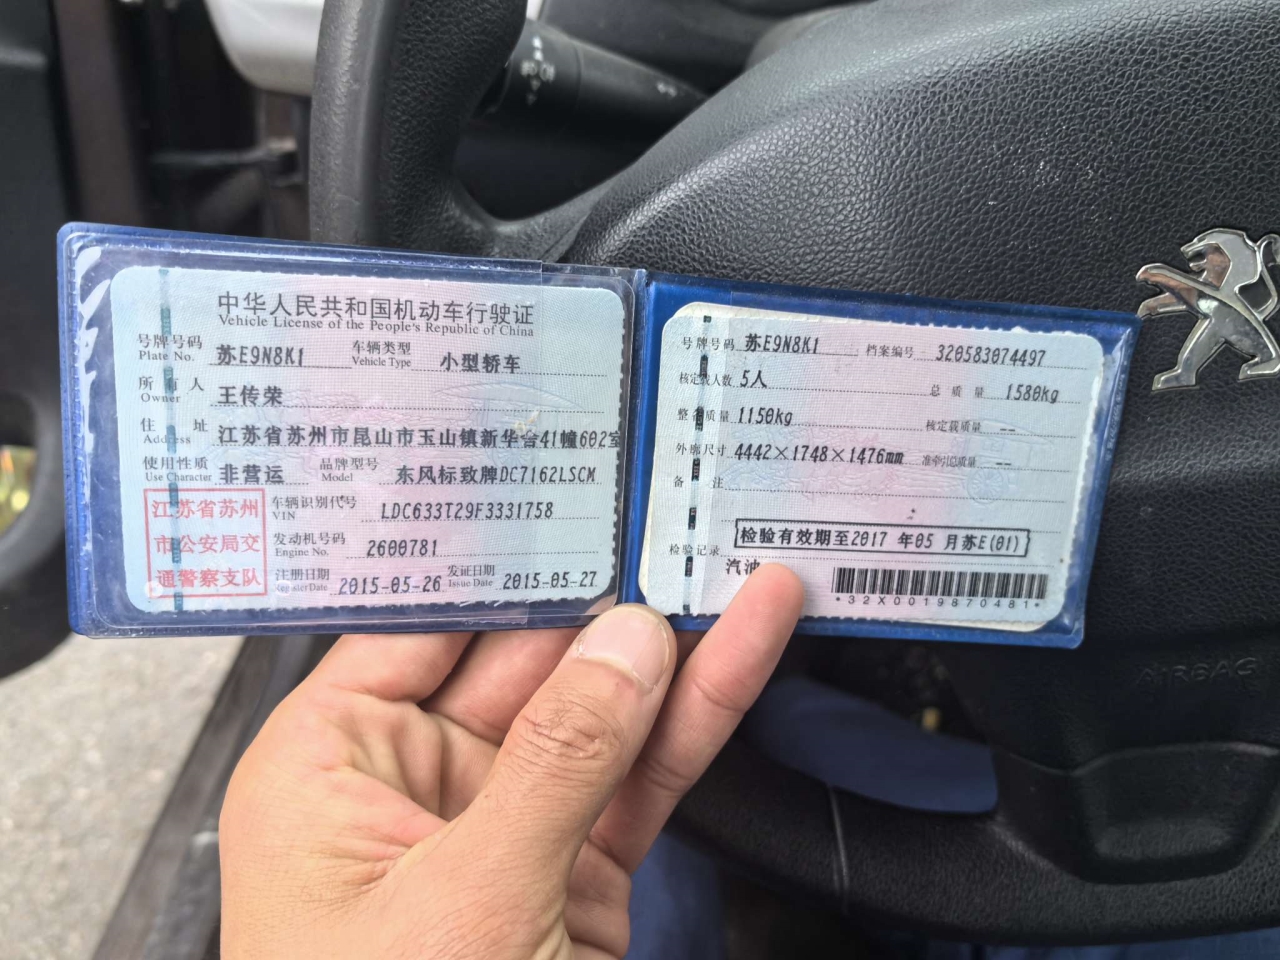 中华人民共和国机动车行驶证
Vehicle License of the People's Republic of China
号牌号码 苏E9N8K1 车辆类型 小型轿车
Plate No. Vehicle Type
所有人 王传荣
Owner
住址 江苏省苏州市昆山市玉山镇新华舍41幢602室
Address
使用性质 非营运 品牌型号 东风标致牌DC7162LSCM
Use Character Model
江苏省苏州
市公安局交
通警察支队
车辆识别代号 LDC633T29F3331758
VIN
发动机号码 2600781
Engine No.
注册日期 2015-05-26 发证日期 2015-05-27
Register Date Issue Date
号牌号码 苏E9N8K1 档案编号 320583074497
核定载人数 5人 总质量 1580kg
整备质量 1150kg 核定载质量 --
外廓尺寸 4442×1748×1476mm 准牵引总质量 --
备注
检验有效期至2017 年05 月苏E(01)
检验记录
汽油
*32X0019870481*
AIRBAG